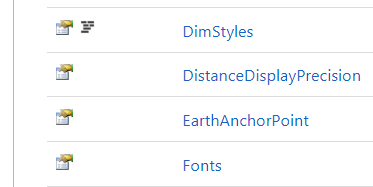 DimStyles
DistanceDisplayPrecision
EarthAnchorPoint
Fonts